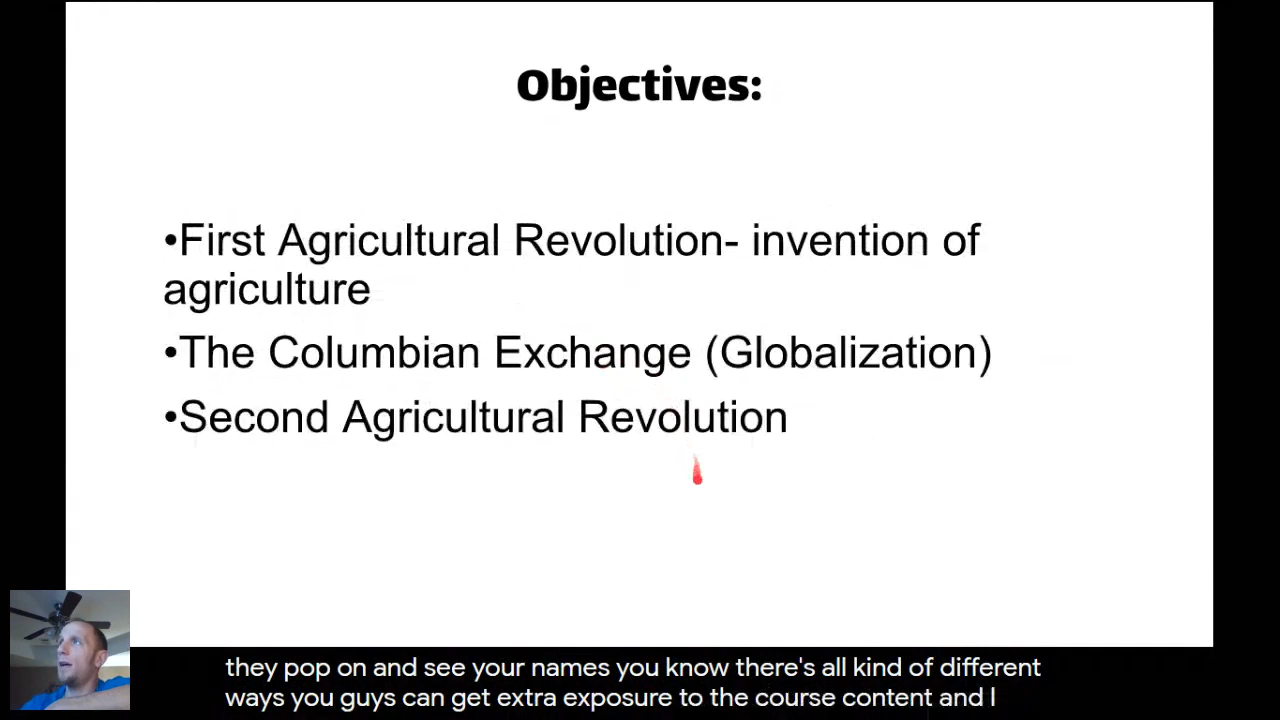 Objectives:
•First Agricultural Revolution- invention of
agriculture
•The Columbian Exchange (Globalization)
•Second Agricultural Revolution
they pop on and see your names you know there's all kind of different
ways you guys can get extra exposure to the course content and I